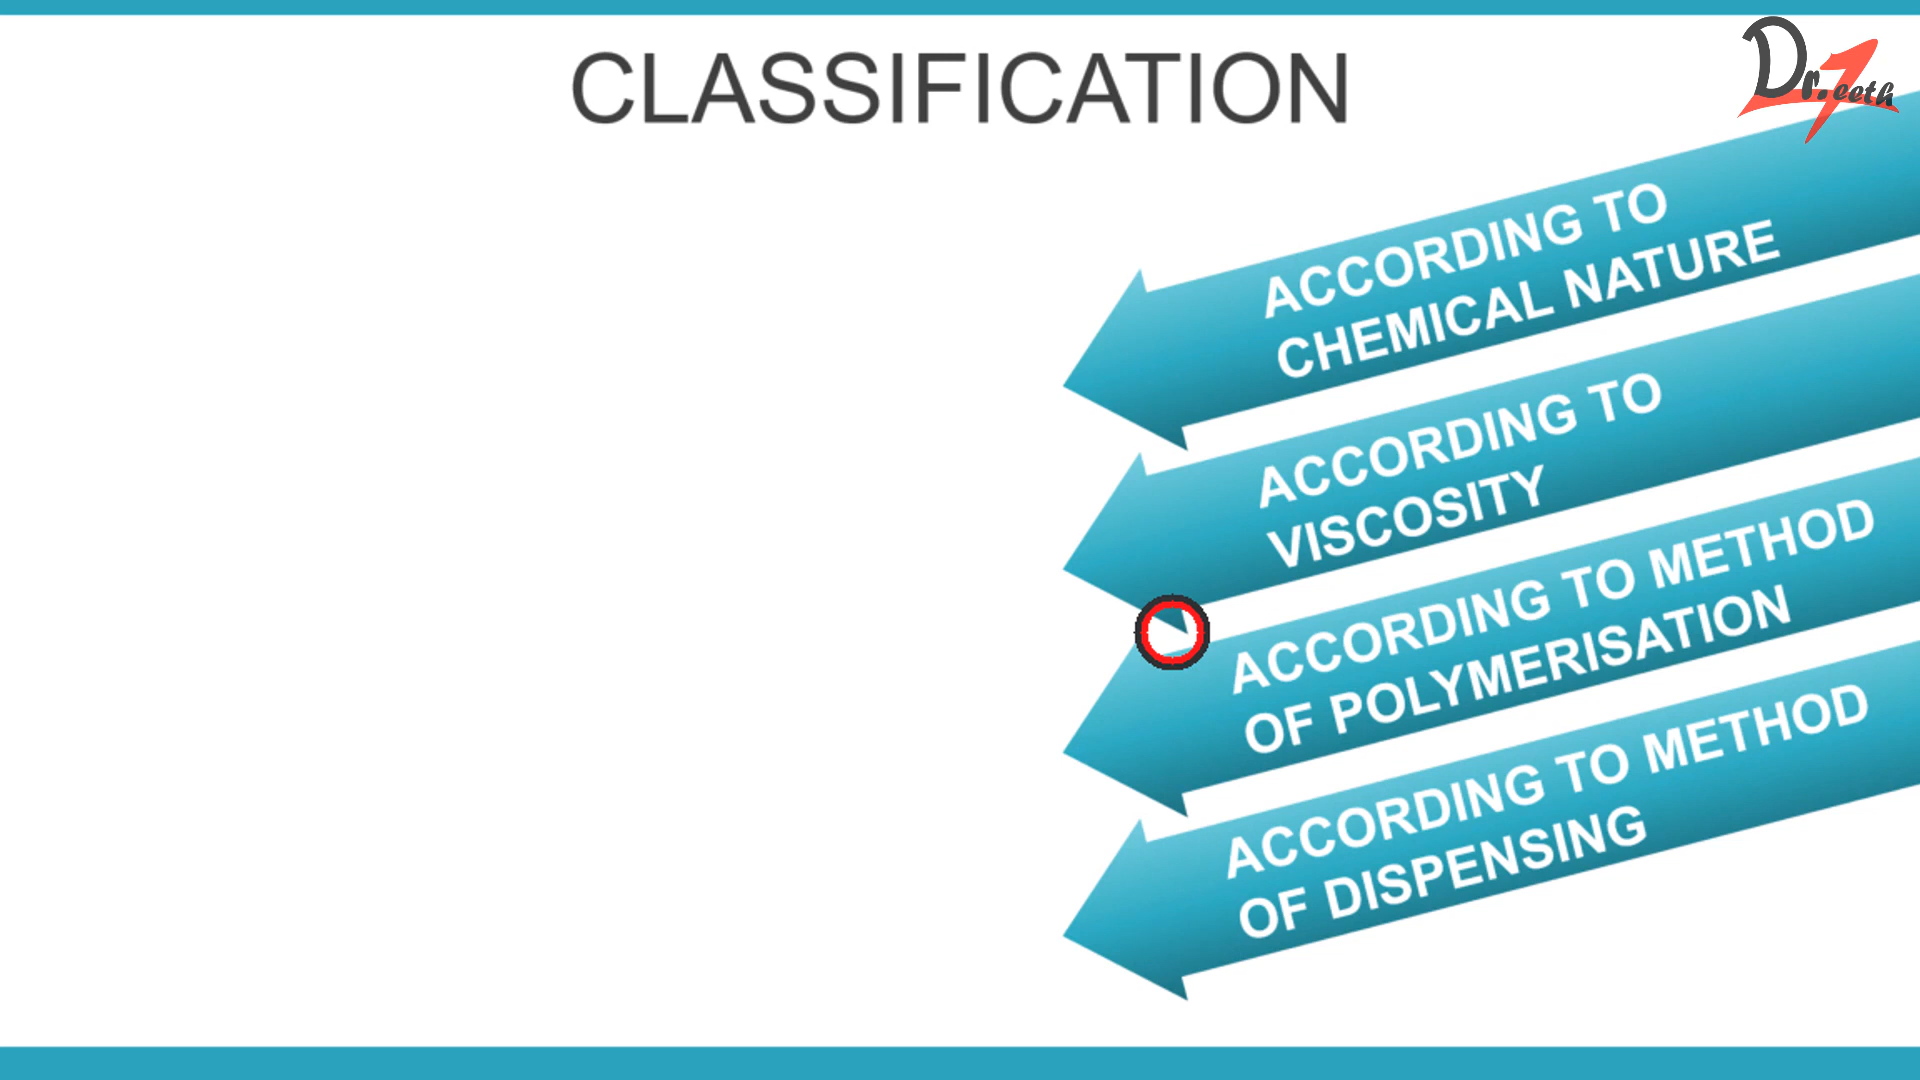 CLASSIFICATION
Dr. eeth
ACCORDING TO
CHEMICAL NATURE
ACCORDING TO
VISCOSITY
ACCORDING TO METHOD
OF POLYMERISATION
ACCORDING TO METHOD
OF DISPENSING